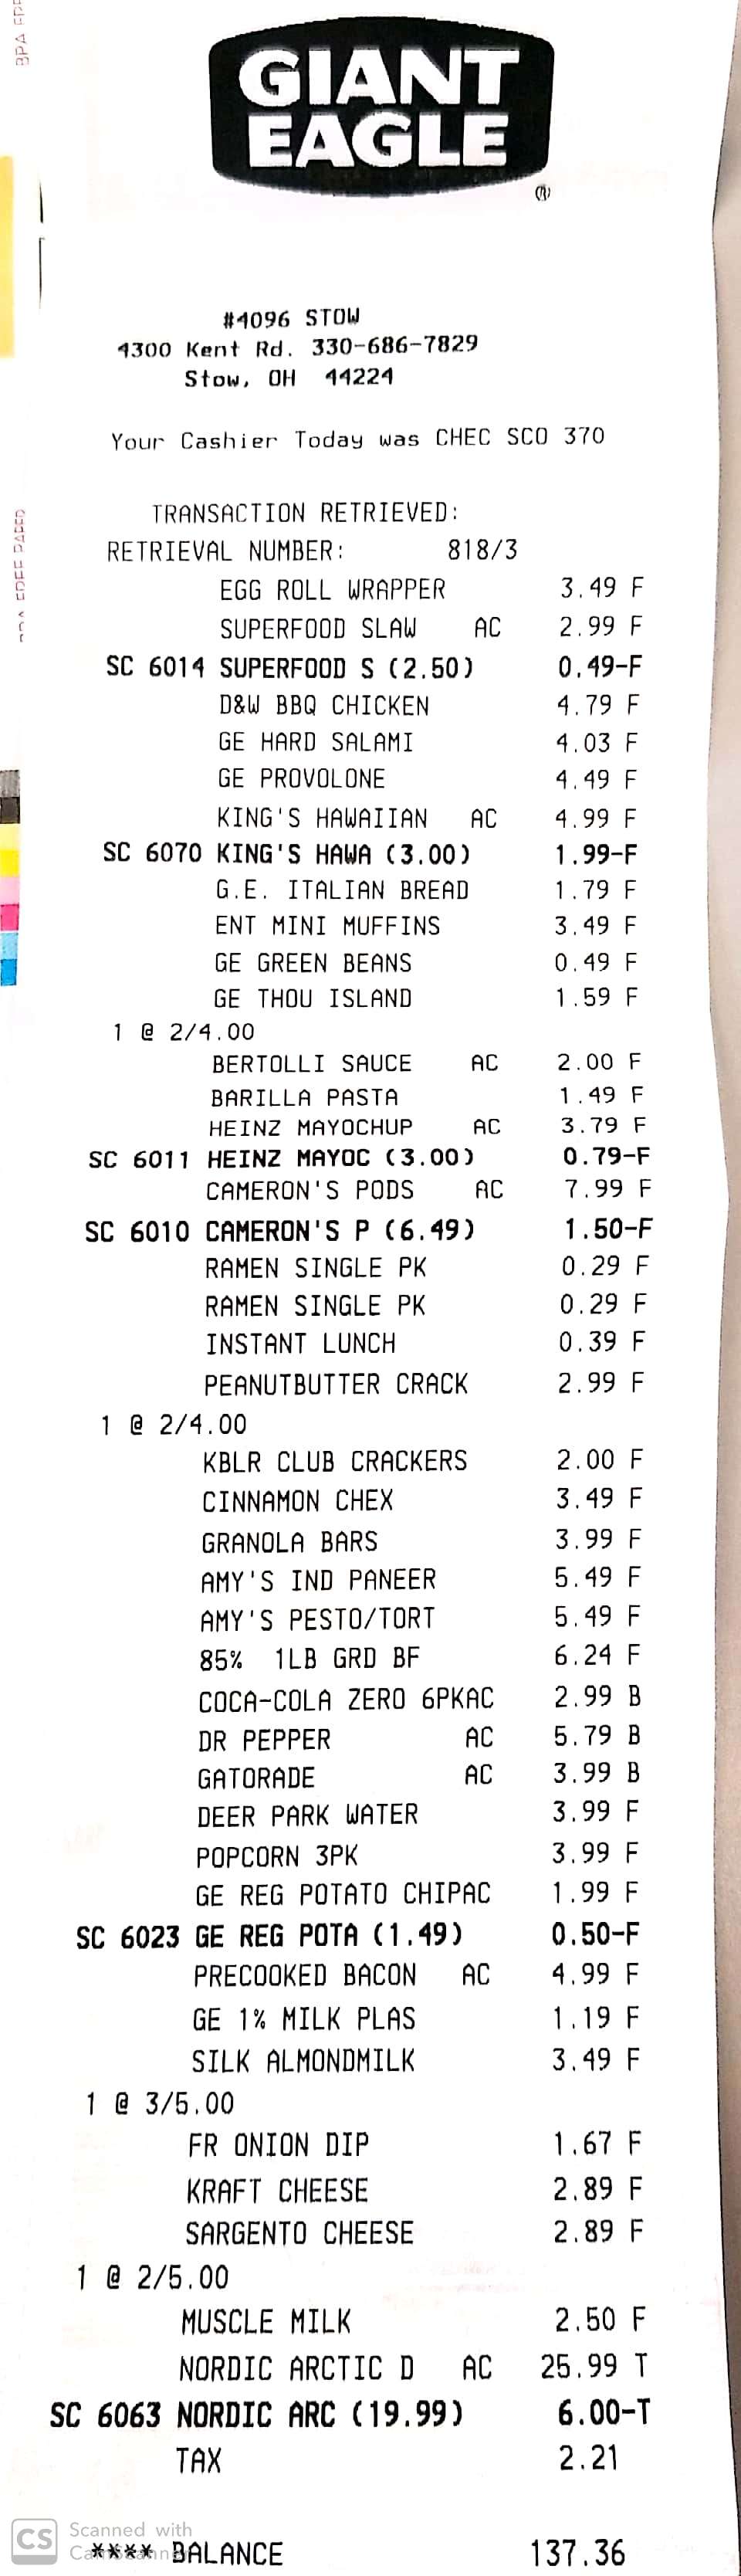 GIANT
EAGLE
®
#4096 STOW
4300 Kent Rd. 330-686-7829
Stow, OH 44224
Your Cashier Today was CHEC SCO 370
TRANSACTION RETRIEVED:
RETRIEVAL NUMBER: 818/3
EGG ROLL WRAPPER 3.49 F
SUPERFOOD SLAW AC 2.99 F
SC 6014 SUPERFOOD S (2.50) 0.49-F
D&W BBQ CHICKEN 4.79 F
GE HARD SALAMI 4.03 F
GE PROVOLONE 4.49 F
KING'S HAWAIIAN AC 4.99 F
SC 6070 KING'S HAWA (3.00) 1.99-F
G.E. ITALIAN BREAD 1.79 F
ENT MINI MUFFINS 3.49 F
GE GREEN BEANS 0.49 F
GE THOU ISLAND 1.59 F
1 @ 2/4.00
BERTOLLI SAUCE AC 2.00 F
BARILLA PASTA 1.49 F
HEINZ MAYOCHUP AC 3.79 F
SC 6011 HEINZ MAYOC (3.00) 0.79-F
CAMERON'S PODS AC 7.99 F
SC 6010 CAMERON'S P (6.49) 1.50-F
RAMEN SINGLE PK 0.29 F
RAMEN SINGLE PK 0.29 F
INSTANT LUNCH 0.39 F
PEANUTBUTTER CRACK 2.99 F
1 @ 2/4.00
KBLR CLUB CRACKERS 2.00 F
CINNAMON CHEX 3.49 F
GRANOLA BARS 3.99 F
AMY'S IND PANEER 5.49 F
AMY'S PESTO/TORT 5.49 F
85% 1LB GRD BF 6.24 F
COCA-COLA ZERO 6PKAC 2.99 B
DR PEPPER AC 5.79 B
GATORADE AC 3.99 B
DEER PARK WATER 3.99 F
POPCORN 3PK 3.99 F
GE REG POTATO CHIPAC 1.99 F
SC 6023 GE REG POTA (1.49) 0.50-F
PRECOOKED BACON AC 4.99 F
GE 1% MILK PLAS 1.19 F
SILK ALMONDMILK 3.49 F
1 @ 3/5.00
FR ONION DIP 1.67 F
KRAFT CHEESE 2.89 F
SARGENTO CHEESE 2.89 F
1 @ 2/5.00
MUSCLE MILK 2.50 F
NORDIC ARCTIC D AC 25.99 T
SC 6063 NORDIC ARC (19.99) 6.00-T
TAX 2.21
CS Scanned with
CamScanner
**** BALANCE 137.36